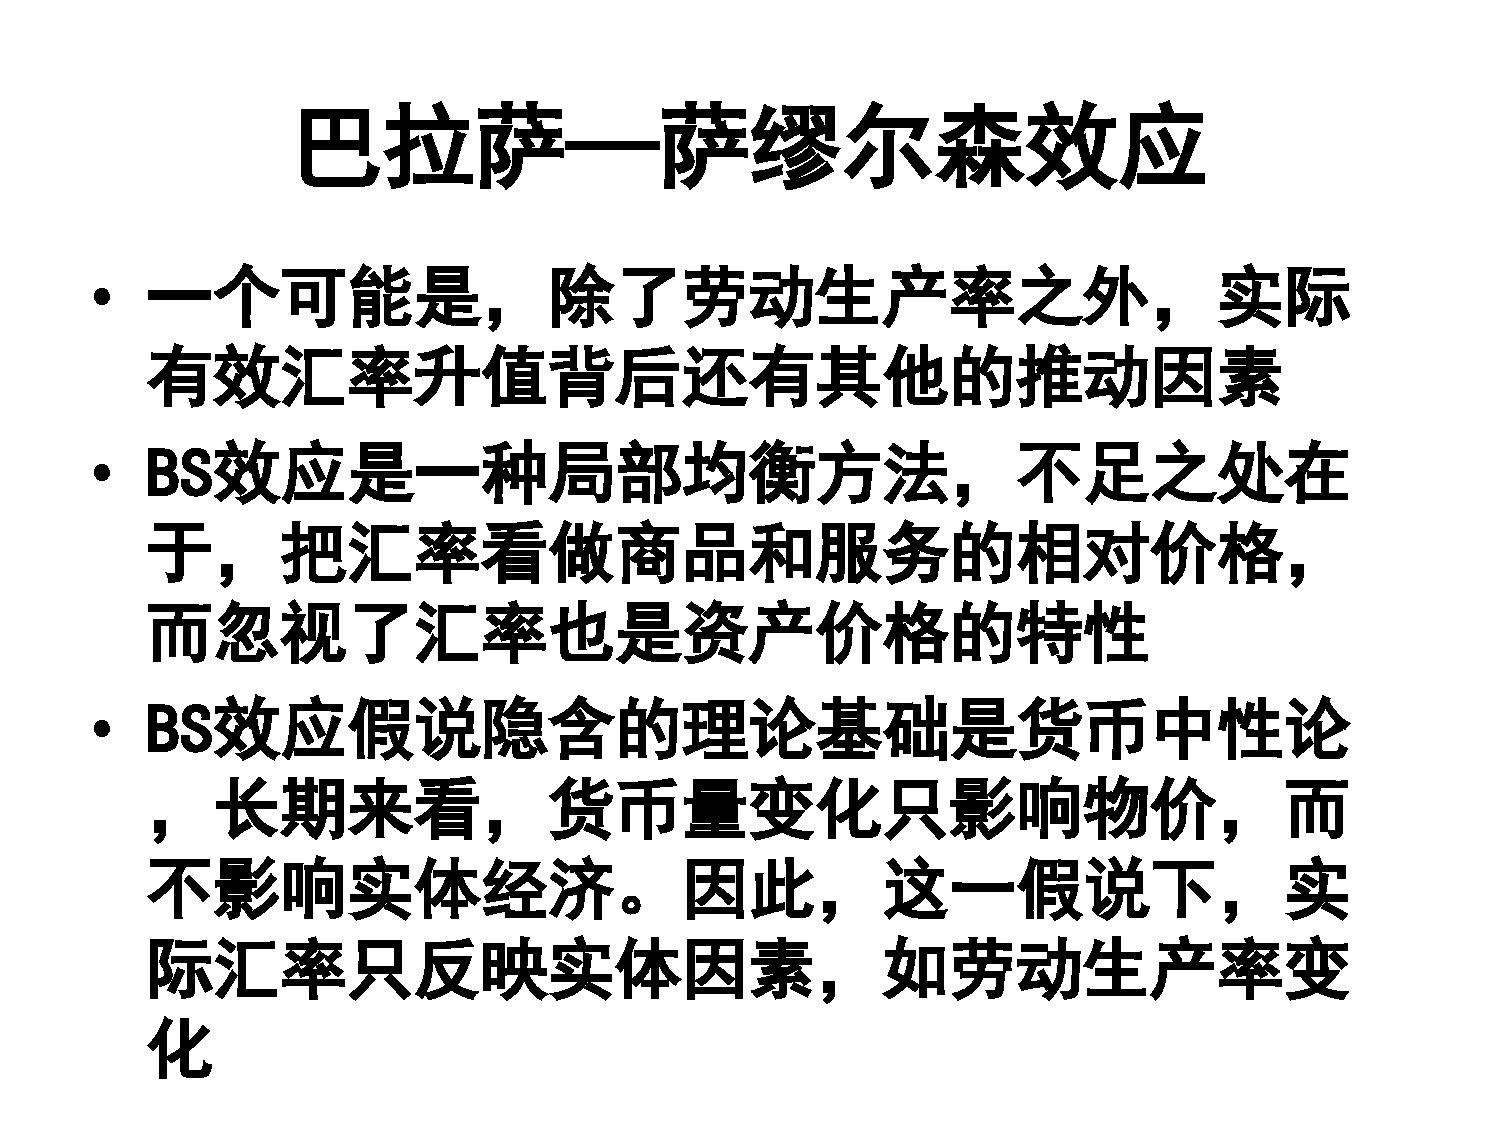 巴拉萨—萨缪尔森效应
• 一个可能是，除了劳动生产率之外，实际
有效汇率升值背后还有其他的推动因素
• BS效应是一种局部均衡方法，不足之处在
于，把汇率看做商品和服务的相对价格，
而忽视了汇率也是资产价格的特性
• BS效应假说隐含的理论基础是货币中性论
，长期来看，货币量变化只影响物价，而
不影响实体经济。因此，这一假说下，实
际汇率只反映实体因素，如劳动生产率变
化